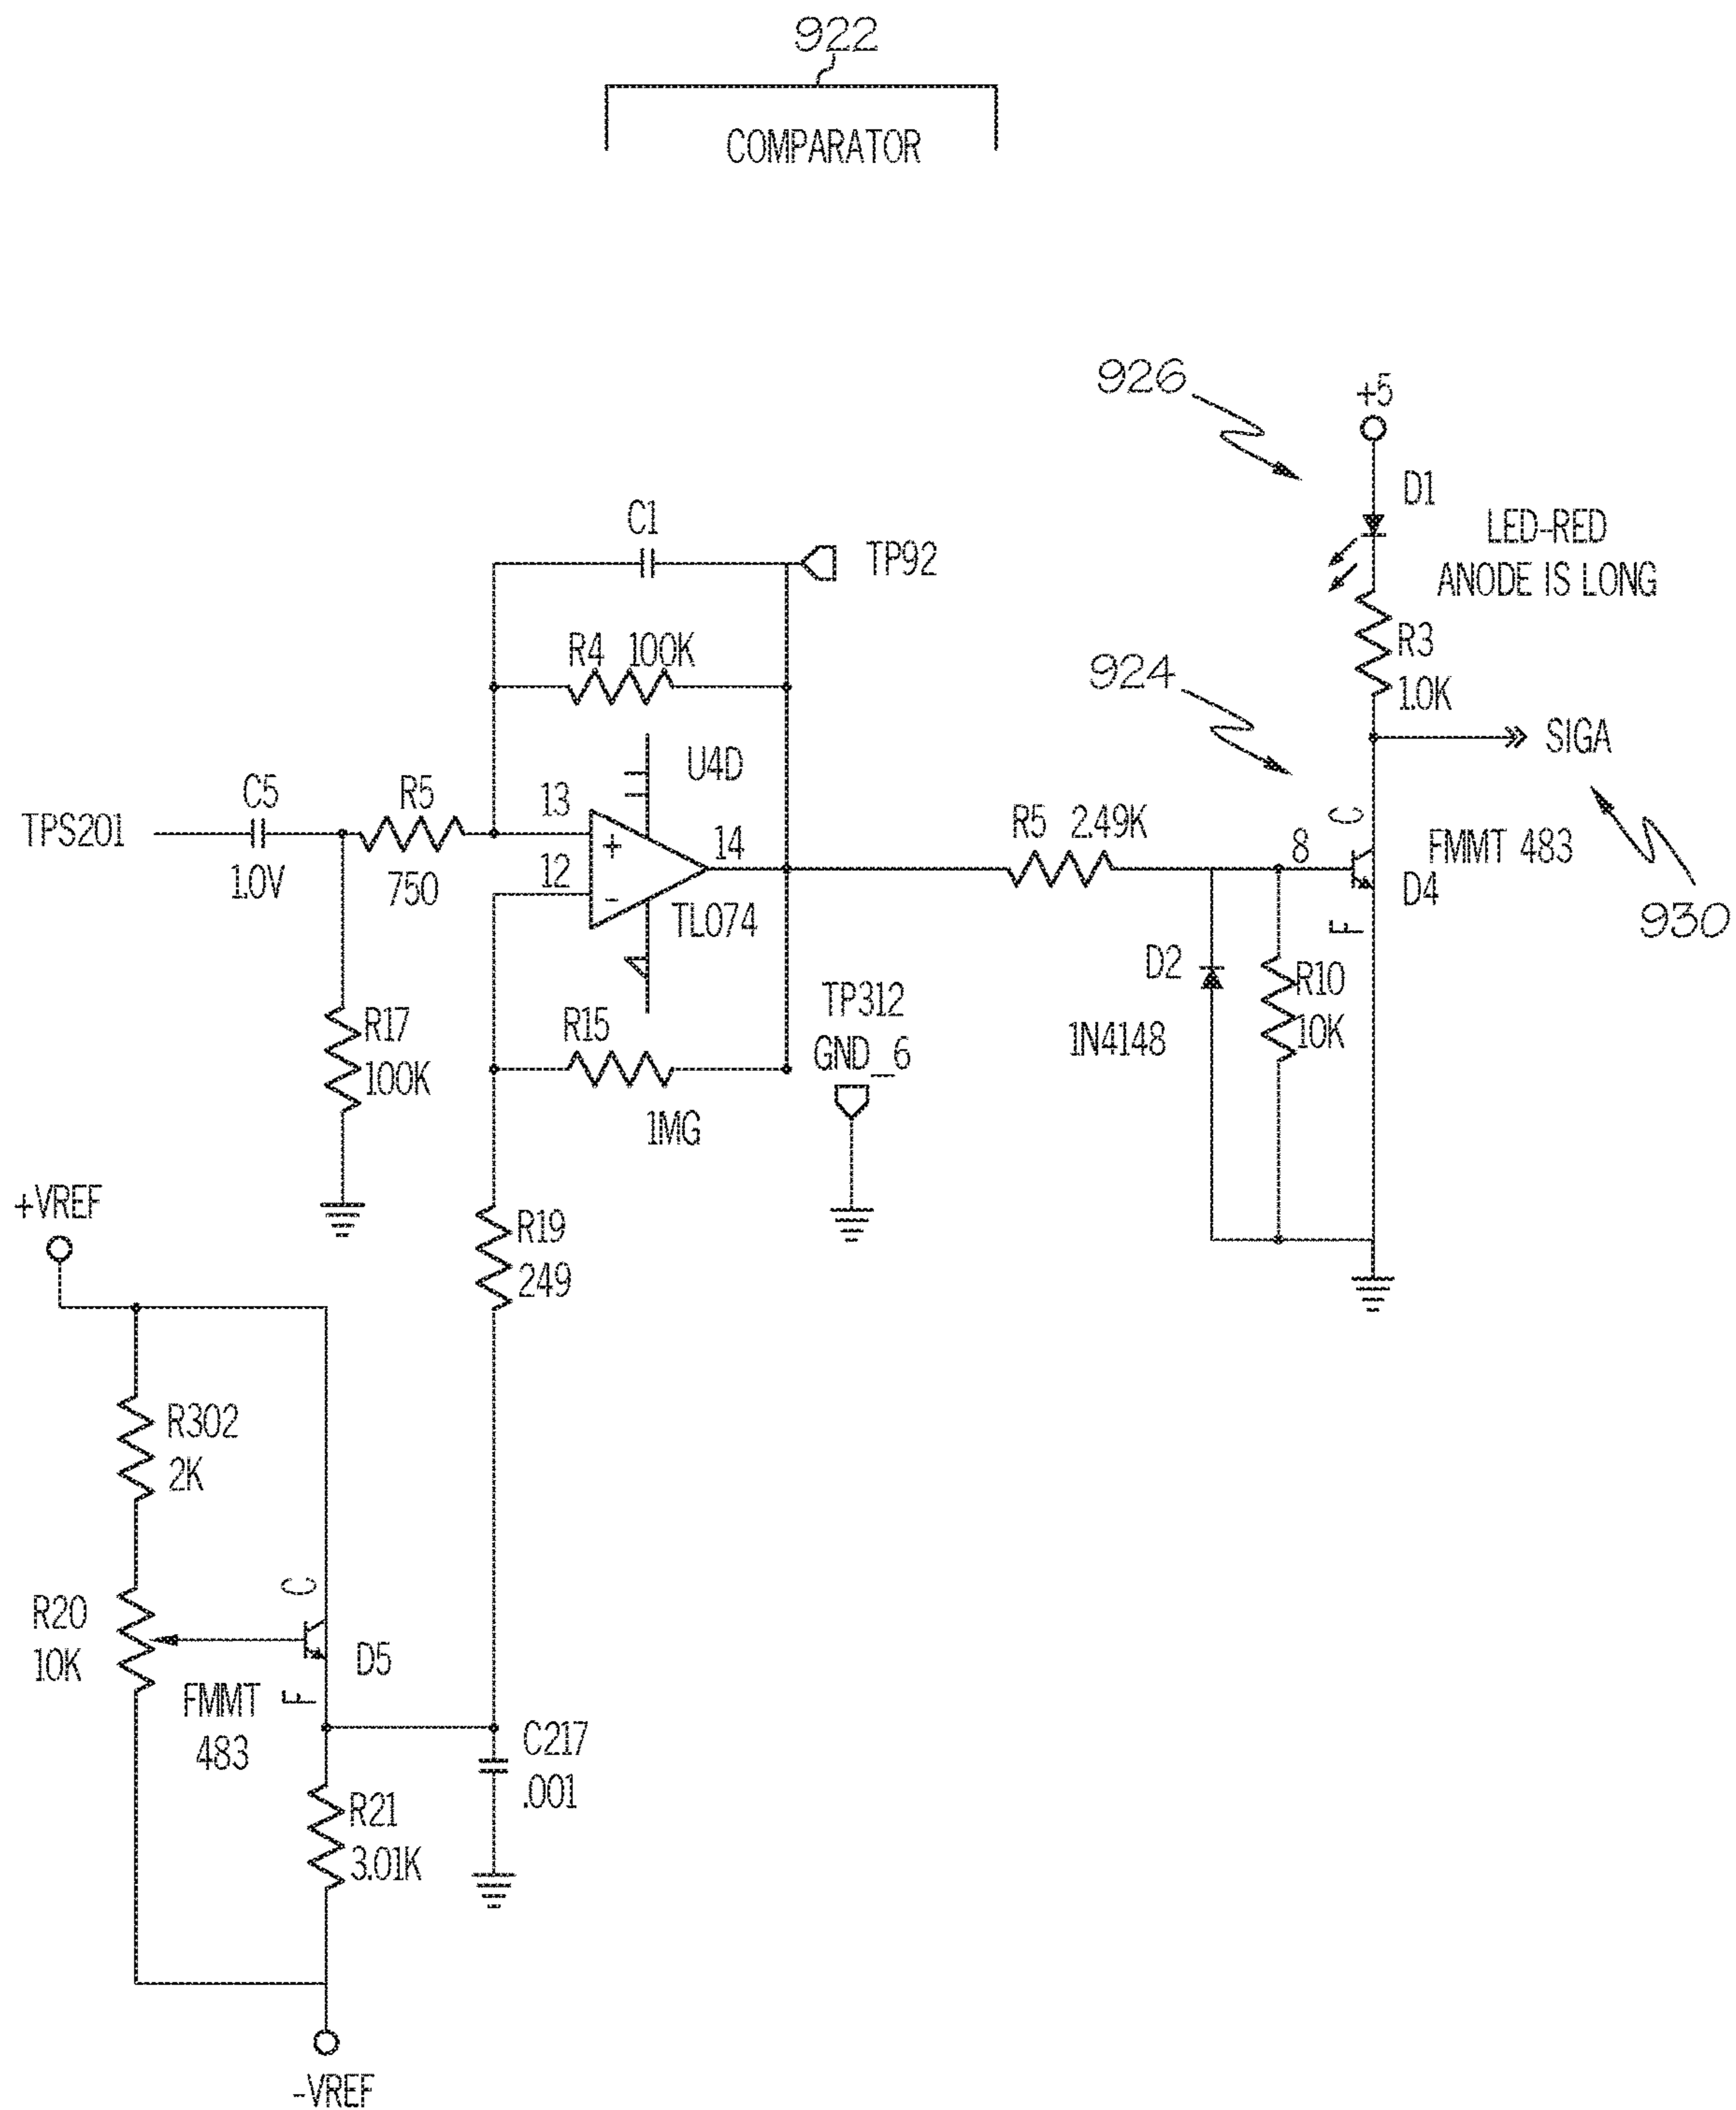 922
COMPARATOR
926
+5
D1
LED-RED
ANODE IS LONG
C1
TP92
R4 100K
R3
1.0K
924
SIGA
U4D
C5
1.0V
R5
750
13
12
14
+
-
TL074
TPS201
R5 2.49K
8
C
FMMT 483
D4
F
930
D2
1N4148
R10
10K
R17
100K
R15
1MG
TP312
GND_6
+VREF
R19
249
R302
2K
R20
10K
C
D5
FMMT
483
F
C217
.001
R21
3.01K
-VREF